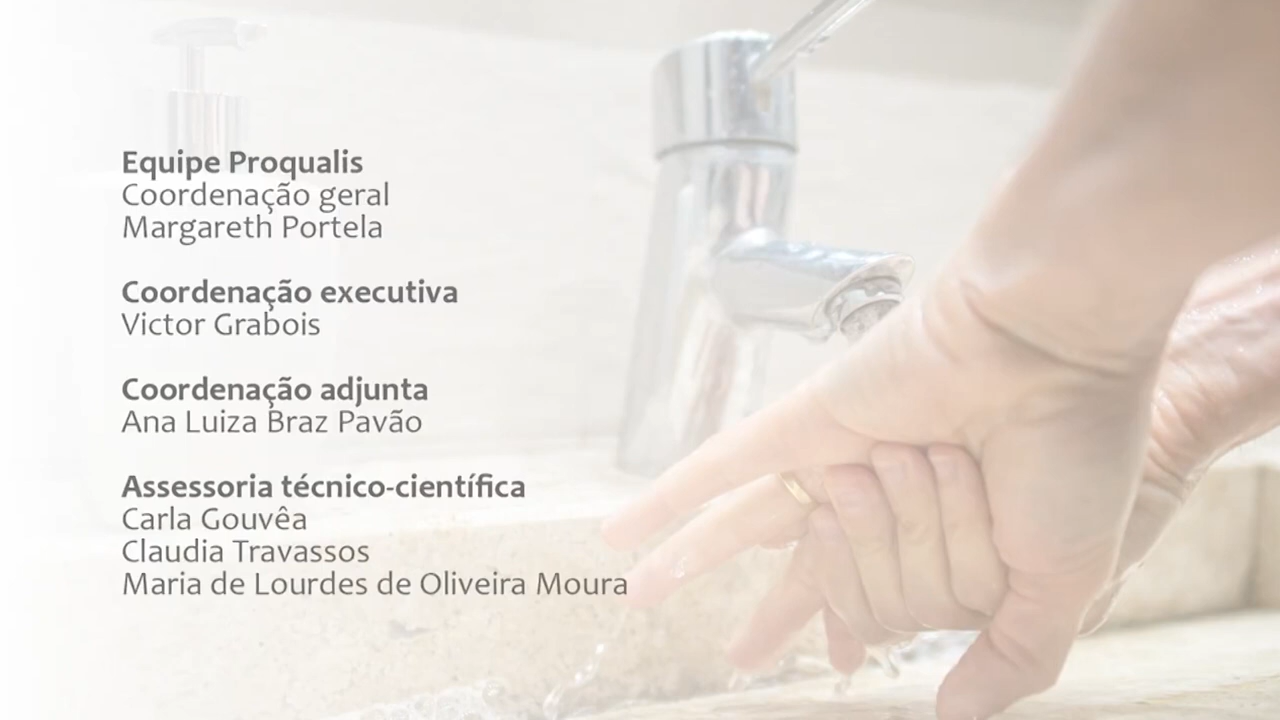 Equipe Proqualis
Coordenação geral
Margareth Portela
Coordenação executiva
Victor Grabois
Coordenação adjunta
Ana Luiza Braz Pavão
Assessoria técnico-científica
Carla Gouvêa
Claudia Travassos
Maria de Lourdes de Oliveira Moura